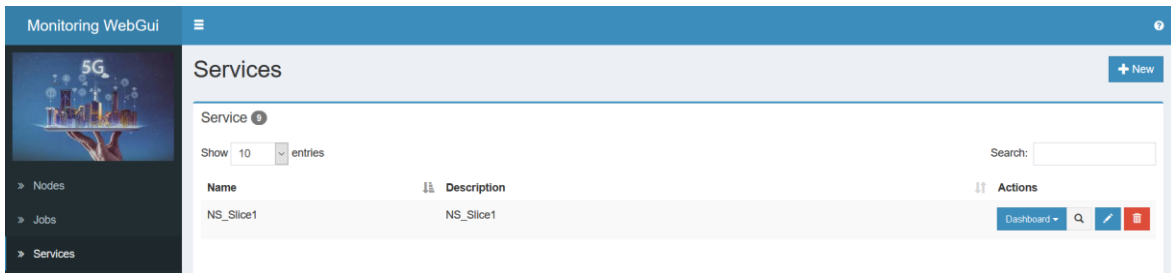 Monitoring WebGui
5G
Services
+ New
Service 9
Show 10 entries
Search:
» Nodes
Name Description Actions
» Jobs
NS_Slice1 NS_Slice1 Dashboard
» Services